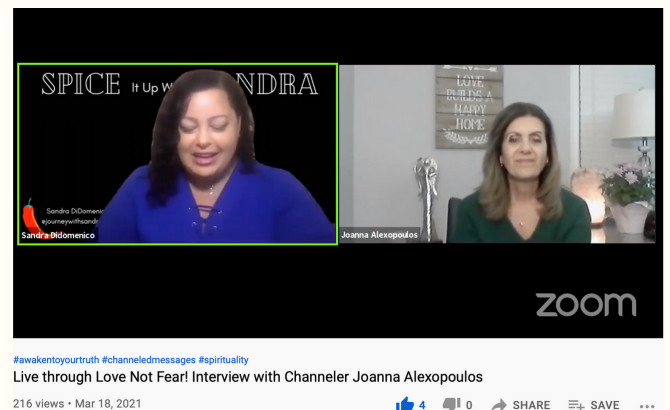 SPICE It Up W NDRA
LOVE
BUILDS A
HAPPY
HOME
Sandra DiDomenic
@journeywithsandr
Sandra Didomenico
Joanna Alexopoulos
zoom
#awakentoyourtruth #channeledmessages #spirituality
Live through Love Not Fear! Interview with Channeler Joanna Alexopoulos
216 views • Mar 18, 2021
4
0
SHARE
SAVE